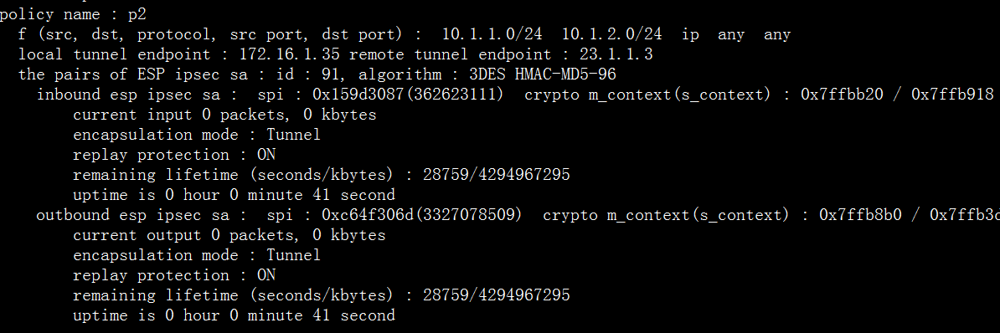 policy name : p2
f (src, dst, protocol, src port, dst port) : 10.1.1.0/24 10.1.2.0/24 ip any any
local tunnel endpoint : 172.16.1.35 remote tunnel endpoint : 23.1.1.3
the pairs of ESP ipsec sa : id : 91, algorithm : 3DES HMAC-MD5-96
inbound esp ipsec sa : spi : 0x159d3087(362623111) crypto m_context(s_context) : 0x7ffbb20 / 0x7ffb918
current input 0 packets, 0 kbytes
encapsulation mode : Tunnel
replay protection : ON
remaining lifetime (seconds/kbytes) : 28759/4294967295
uptime is 0 hour 0 minute 41 second
outbound esp ipsec sa : spi : 0xc64f306d(3327078509) crypto m_context(s_context) : 0x7ffb8b0 /
current output 0 packets, 0 kbytes
encapsulation mode : Tunnel
replay protection : ON
remaining lifetime (seconds/kbytes) : 28759/4294967295
uptime is 0 hour 0 minute 41 second